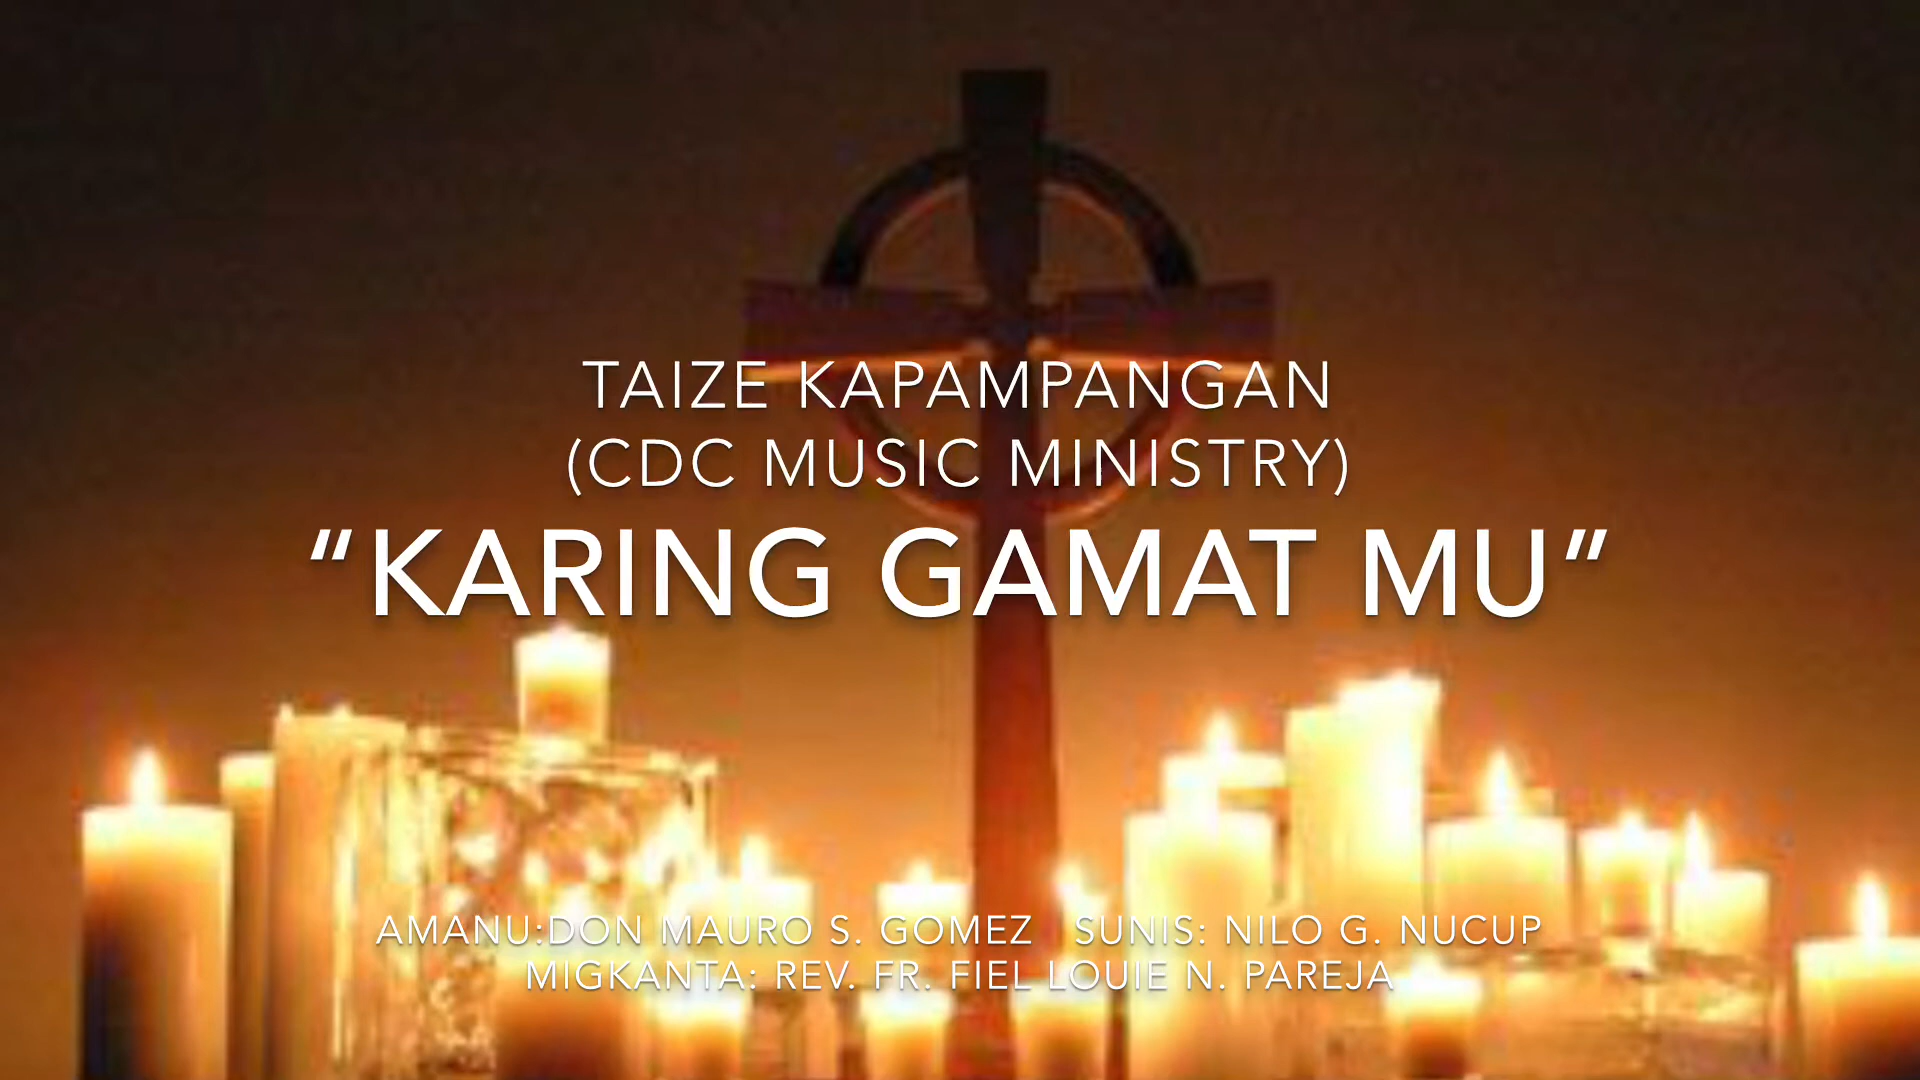 TAIZE KAPAMPANGAN
(CDC MUSIC MINISTRY)
“KARING GAMAT MU”
AMANU:DON MAURO S. GOMEZ SUNIS: NILO G. NUCUP
MIGKANTA: REV. FR. FIEL LOUIE N. PAREJA